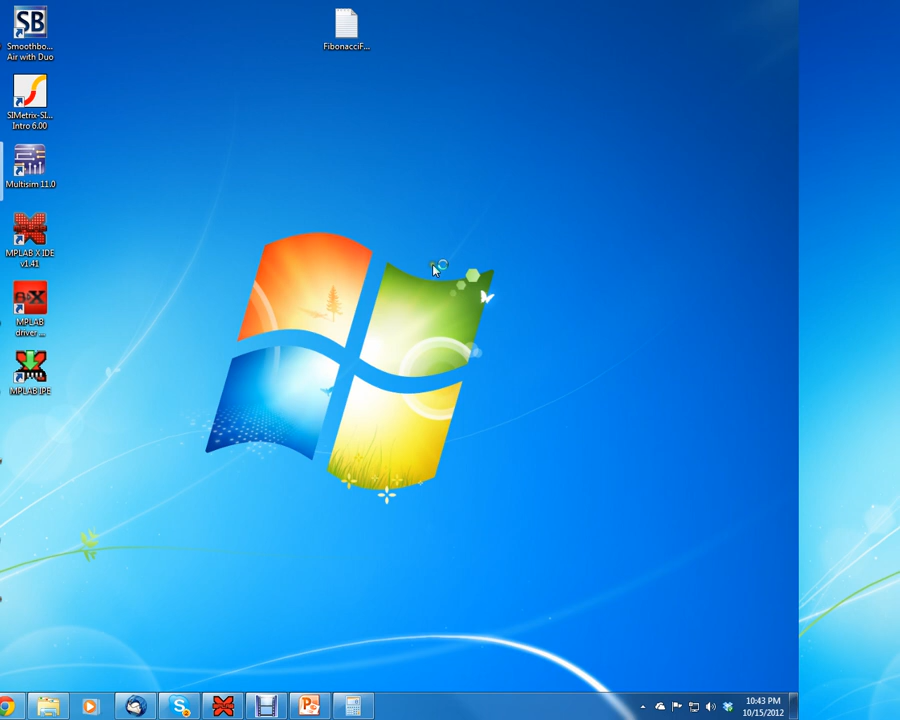 SB
Smoothbo...
Air with Duo
FibonacciF...
SIMetrix-SI...
Intro 6.00
Multisim 11.0
MPLAB X IDE
v1.41
MPLAB
driver ...
MPLAB IPE
10:43 PM
10/15/2012